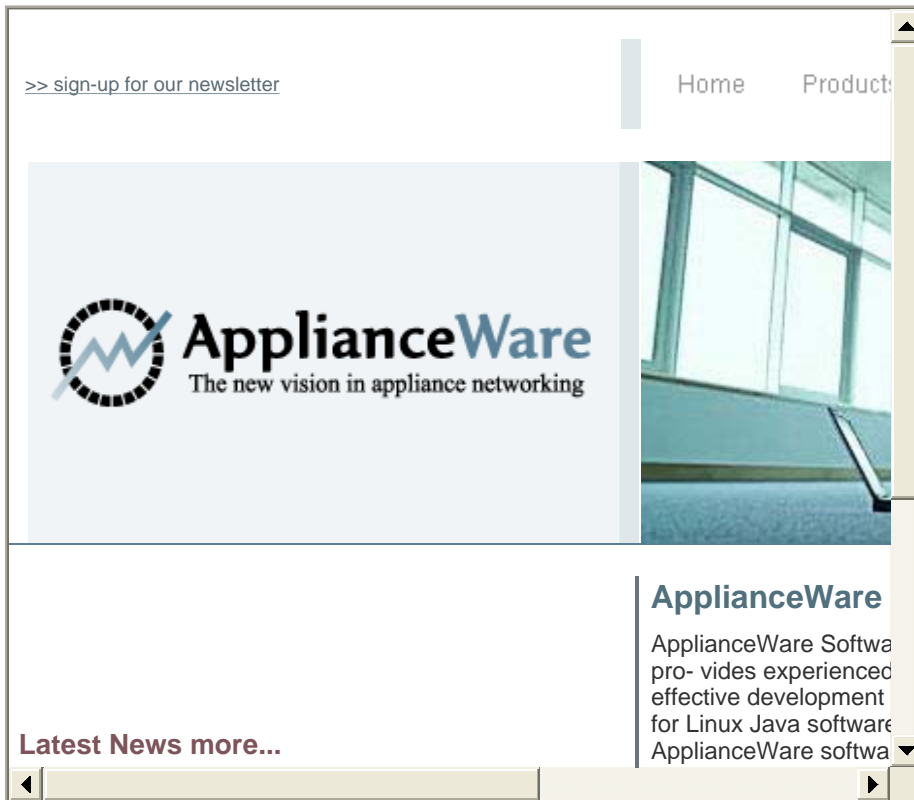 >> sign-up for our newsletter
Home Products
ApplianceWare
The new vision in appliance networking
ApplianceWare
ApplianceWare Softwa
pro- vides experienced
effective development
for Linux Java software
ApplianceWare softwa
Latest News more...